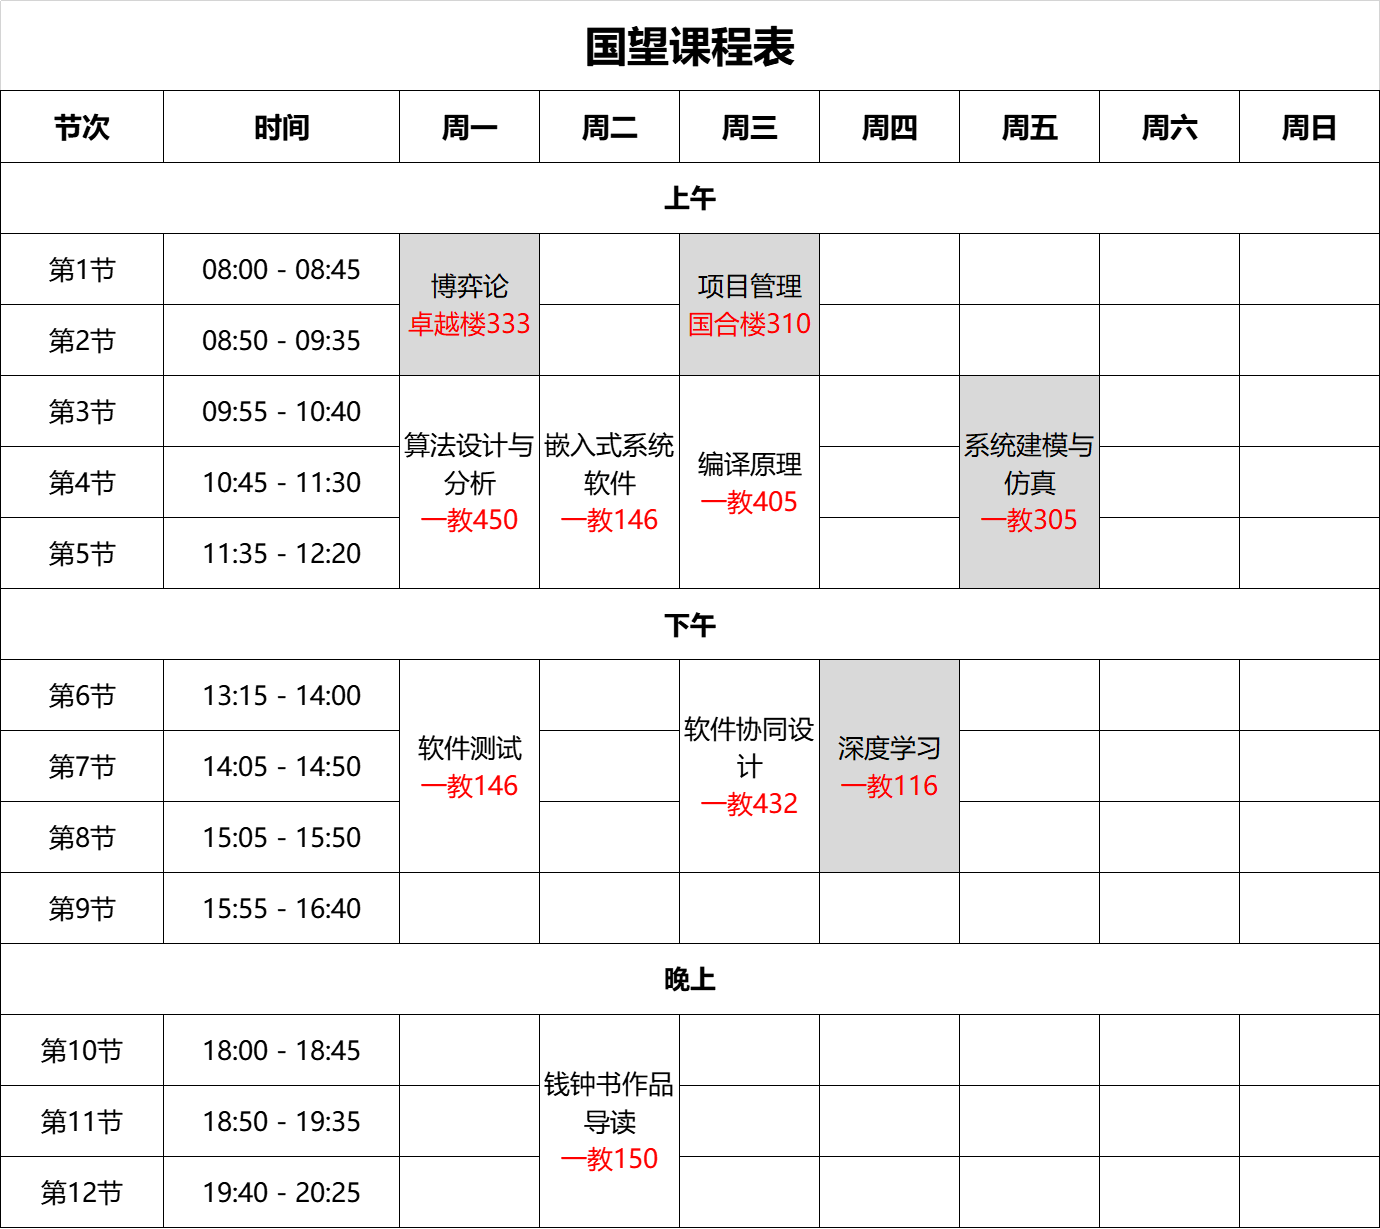 国望课程表
节次 时间 周一 周二 周三 周四 周五 周六 周日
上午
第1节 08:00 - 08:45
博弈论
卓越楼333
项目管理
国合楼310
第2节 08:50 - 09:35
第3节 09:55 - 10:40
算法设计与
分析
一教450
嵌入式系统
软件
一教146
编译原理
一教405
系统建模与
仿真
一教305
第4节 10:45 - 11:30
第5节 11:35 - 12:20
下午
第6节 13:15 - 14:00
软件测试
一教146
软件协同设
计
一教432
深度学习
一教116
第7节 14:05 - 14:50
第8节 15:05 - 15:50
第9节 15:55 - 16:40
晚上
第10节 18:00 - 18:45
钱钟书作品
导读
一教150
第11节 18:50 - 19:35
第12节 19:40 - 20:25